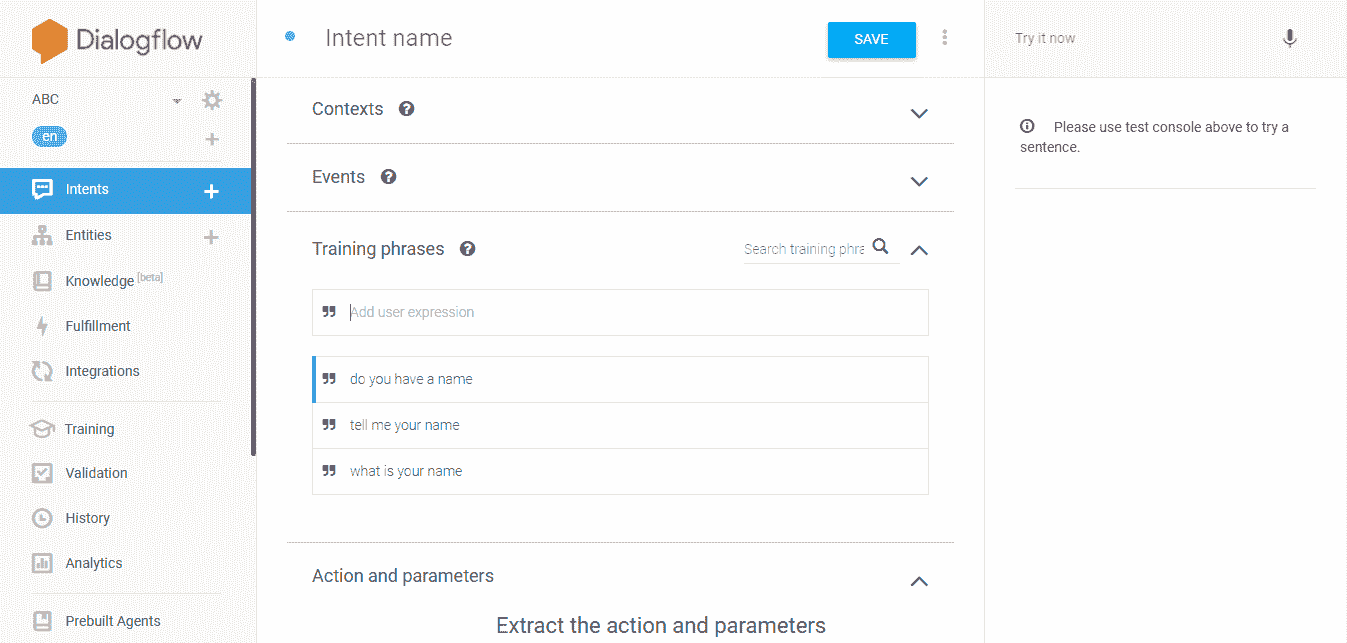 Dialogflow
ABC
en
Intents
Entities
Knowledge [beta]
Fulfillment
Integrations
Training
Validation
History
Analytics
Prebuilt Agents
Intent name
SAVE
Contexts
Events
Training phrases
Search training phra
Add user expression
do you have a name
tell me your name
what is your name
Action and parameters
Extract the action and parameters
Try it now
Please use test console above to try a
sentence.